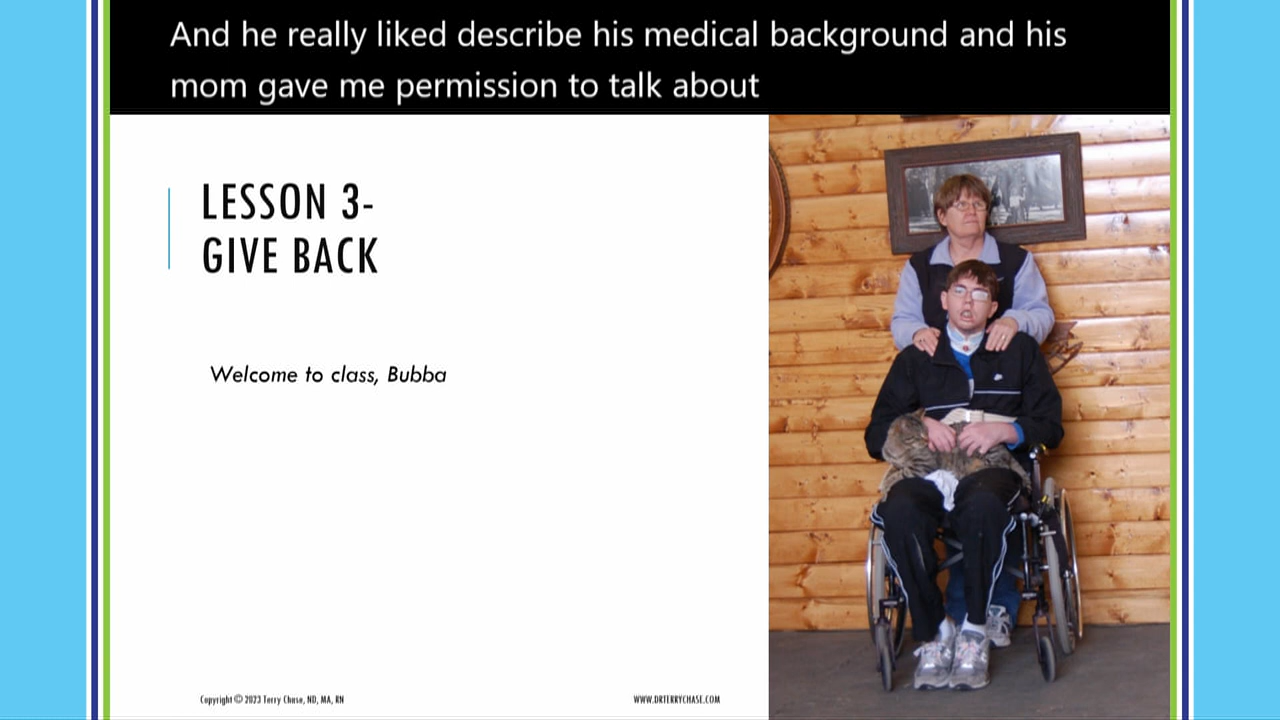 And he really liked describe his medical background and his
mom gave me permission to talk about
LESSON 3-
GIVE BACK
Welcome to class, Bubba
Copyright © 2023 Terry Chase, ND, MA, RN
WWW.DRTERRYCHASE.COM